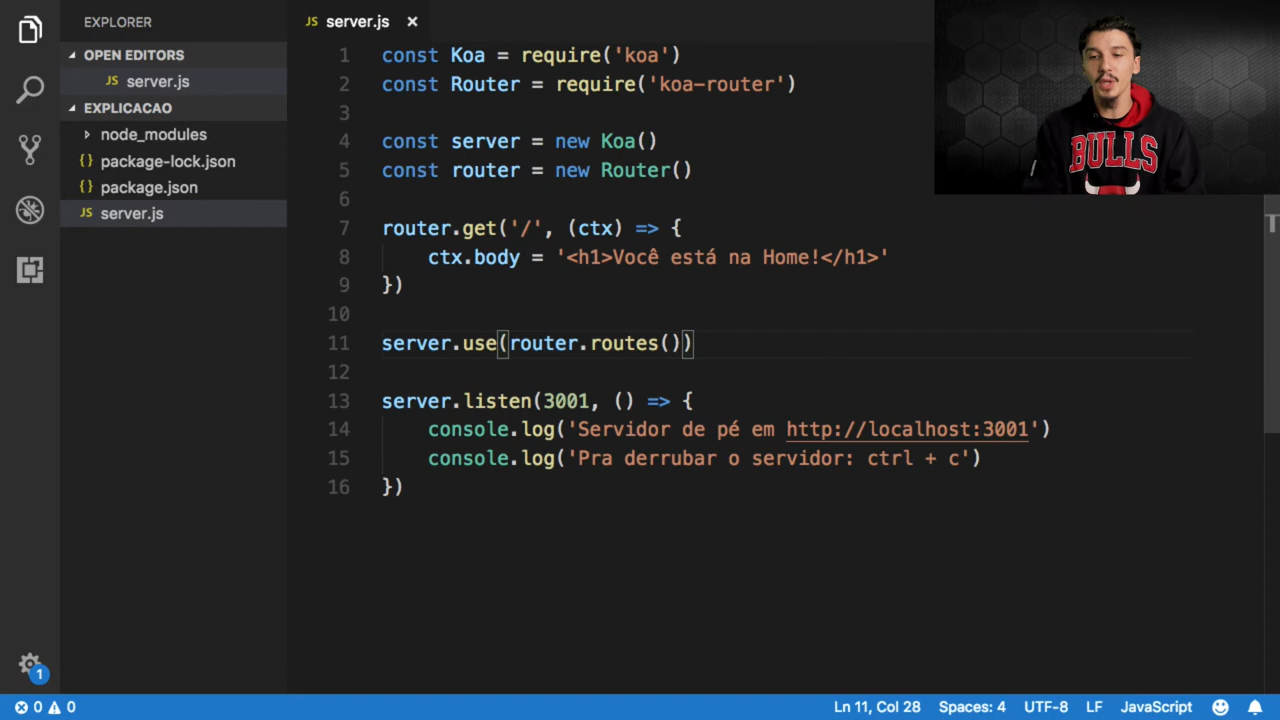 EXPLORER
OPEN EDITORS
JS server.js
EXPLICACAO
node_modules
{} package-lock.json
{} package.json
JS server.js
JS server.js ×
1 const Koa = require('koa')
2 const Router = require('koa-router')
3
4 const server = new Koa()
5 const router = new Router()
6
7 router.get('/', (ctx) => {
8 ctx.body = '<h1>Você está na Home!</h1>'
9 })
10
11 server.use(router.routes())
12
13 server.listen(3001, () => {
14 console.log('Servidor de pé em http://localhost:3001')
15 console.log('Pra derrubar o servidor: ctrl + c')
16 })
BULLS
1
0 0
Ln 11, Col 28 Spaces: 4 UTF-8 LF JavaScript